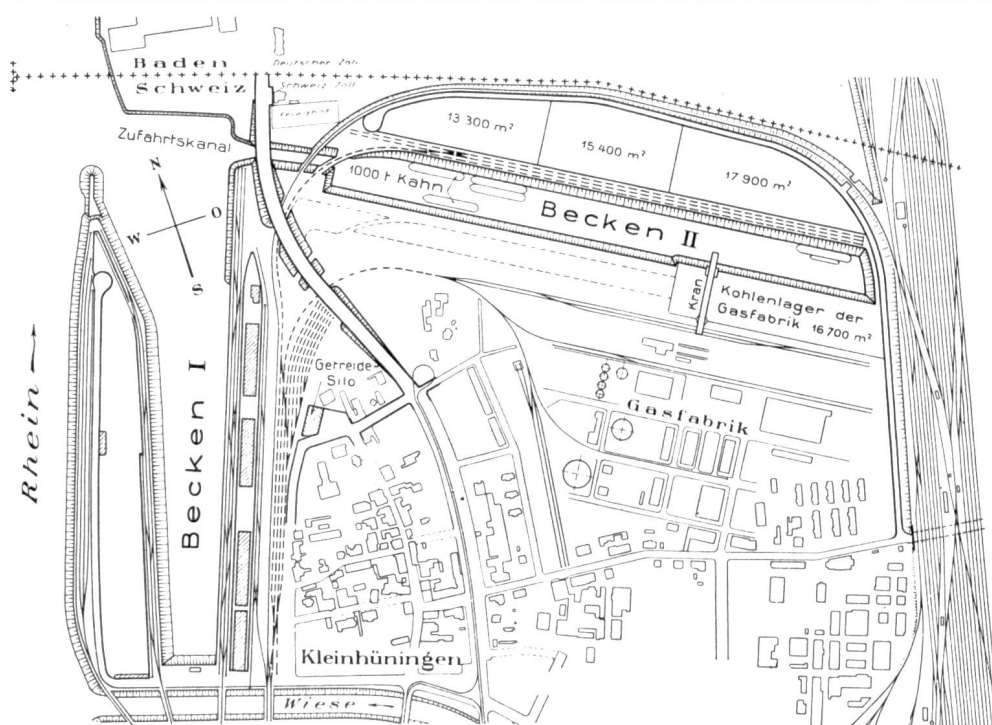 Baden
Deutscher Zoll
Schweiz
Schweiz Zoll
Friedhof
Zufahrtskanal
13 300 m²
15 400 m²
17 900 m²
1000 t Kahn
Becken II
N
O
W
S
Kran
Kohlenlager der
Gasfabrik 16 700 m²
Rhein
Becken I
Getreide-
Silo
Gasfabrik
Kleinhüningen
Wiese